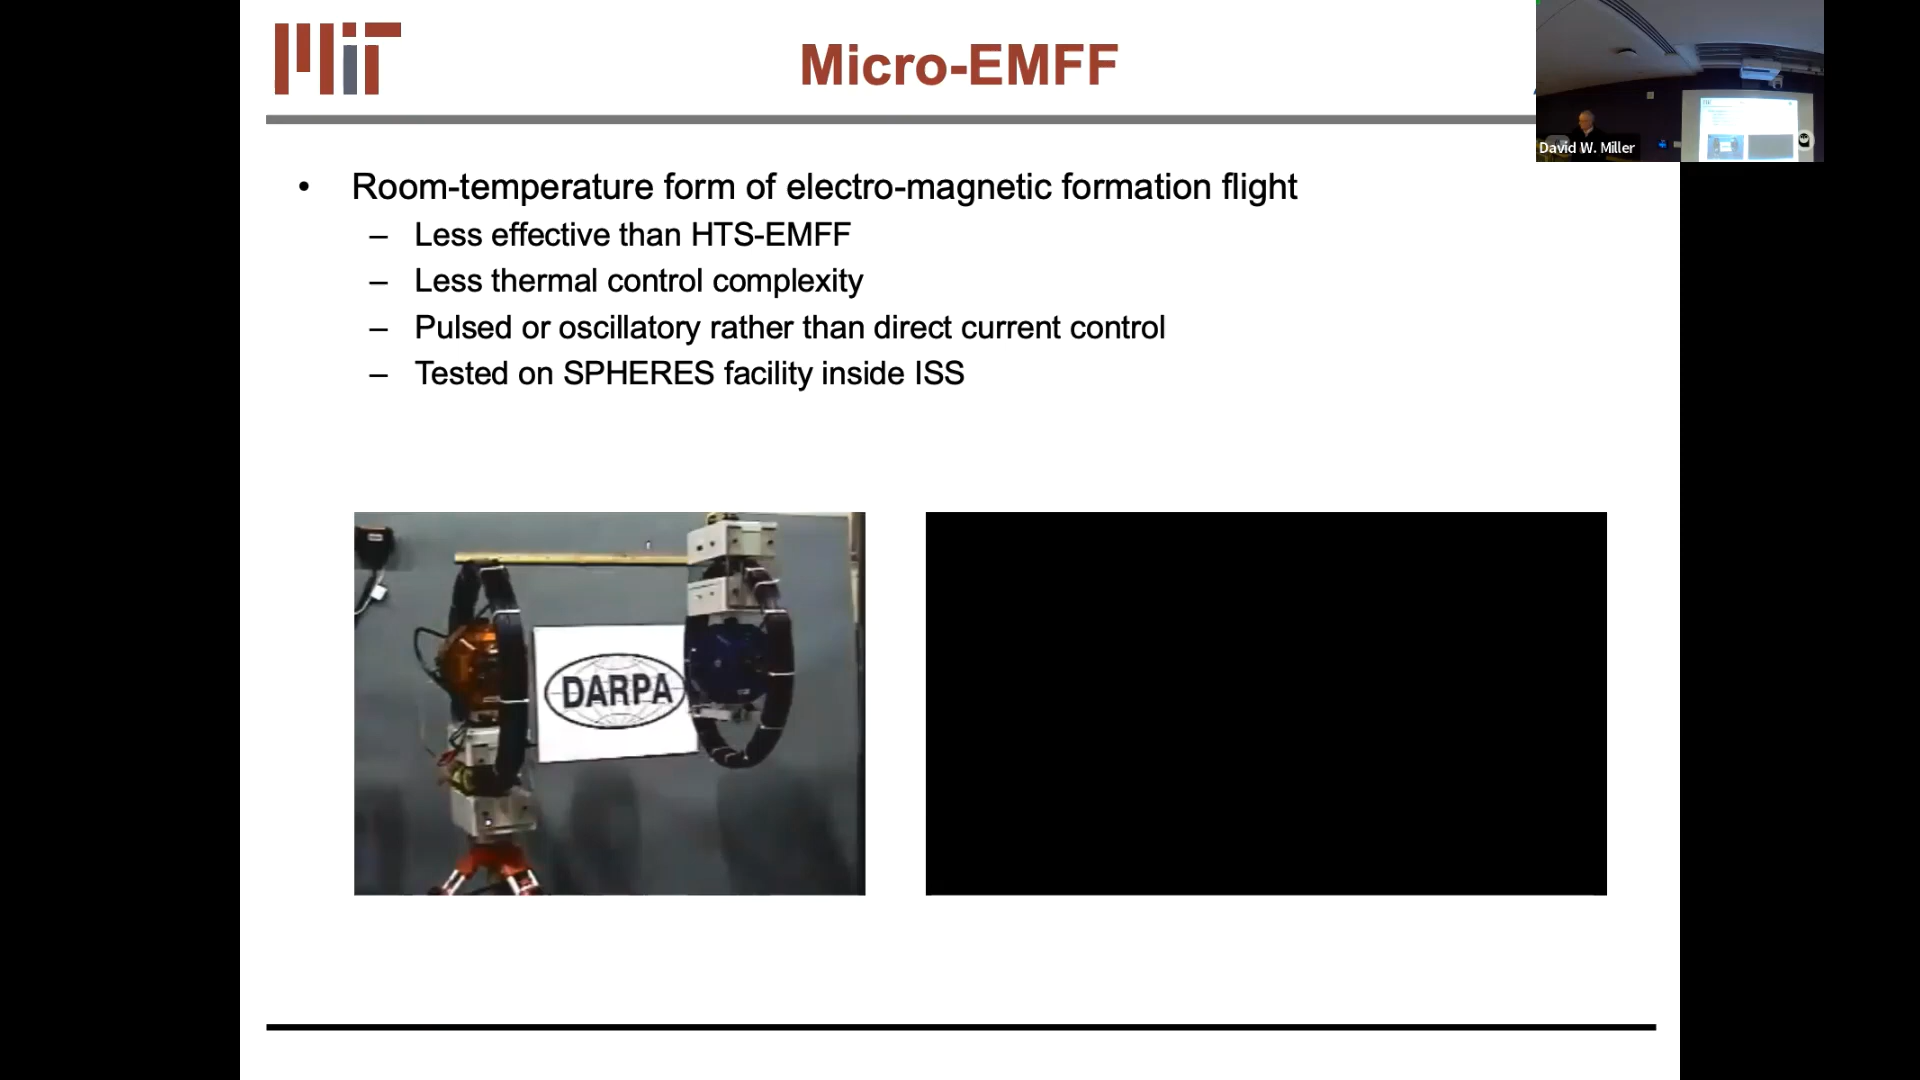 MIT
Micro-EMFF
David W. Miller
• Room-temperature form of electro-magnetic formation flight
– Less effective than HTS-EMFF
– Less thermal control complexity
– Pulsed or oscillatory rather than direct current control
– Tested on SPHERES facility inside ISS
DARPA